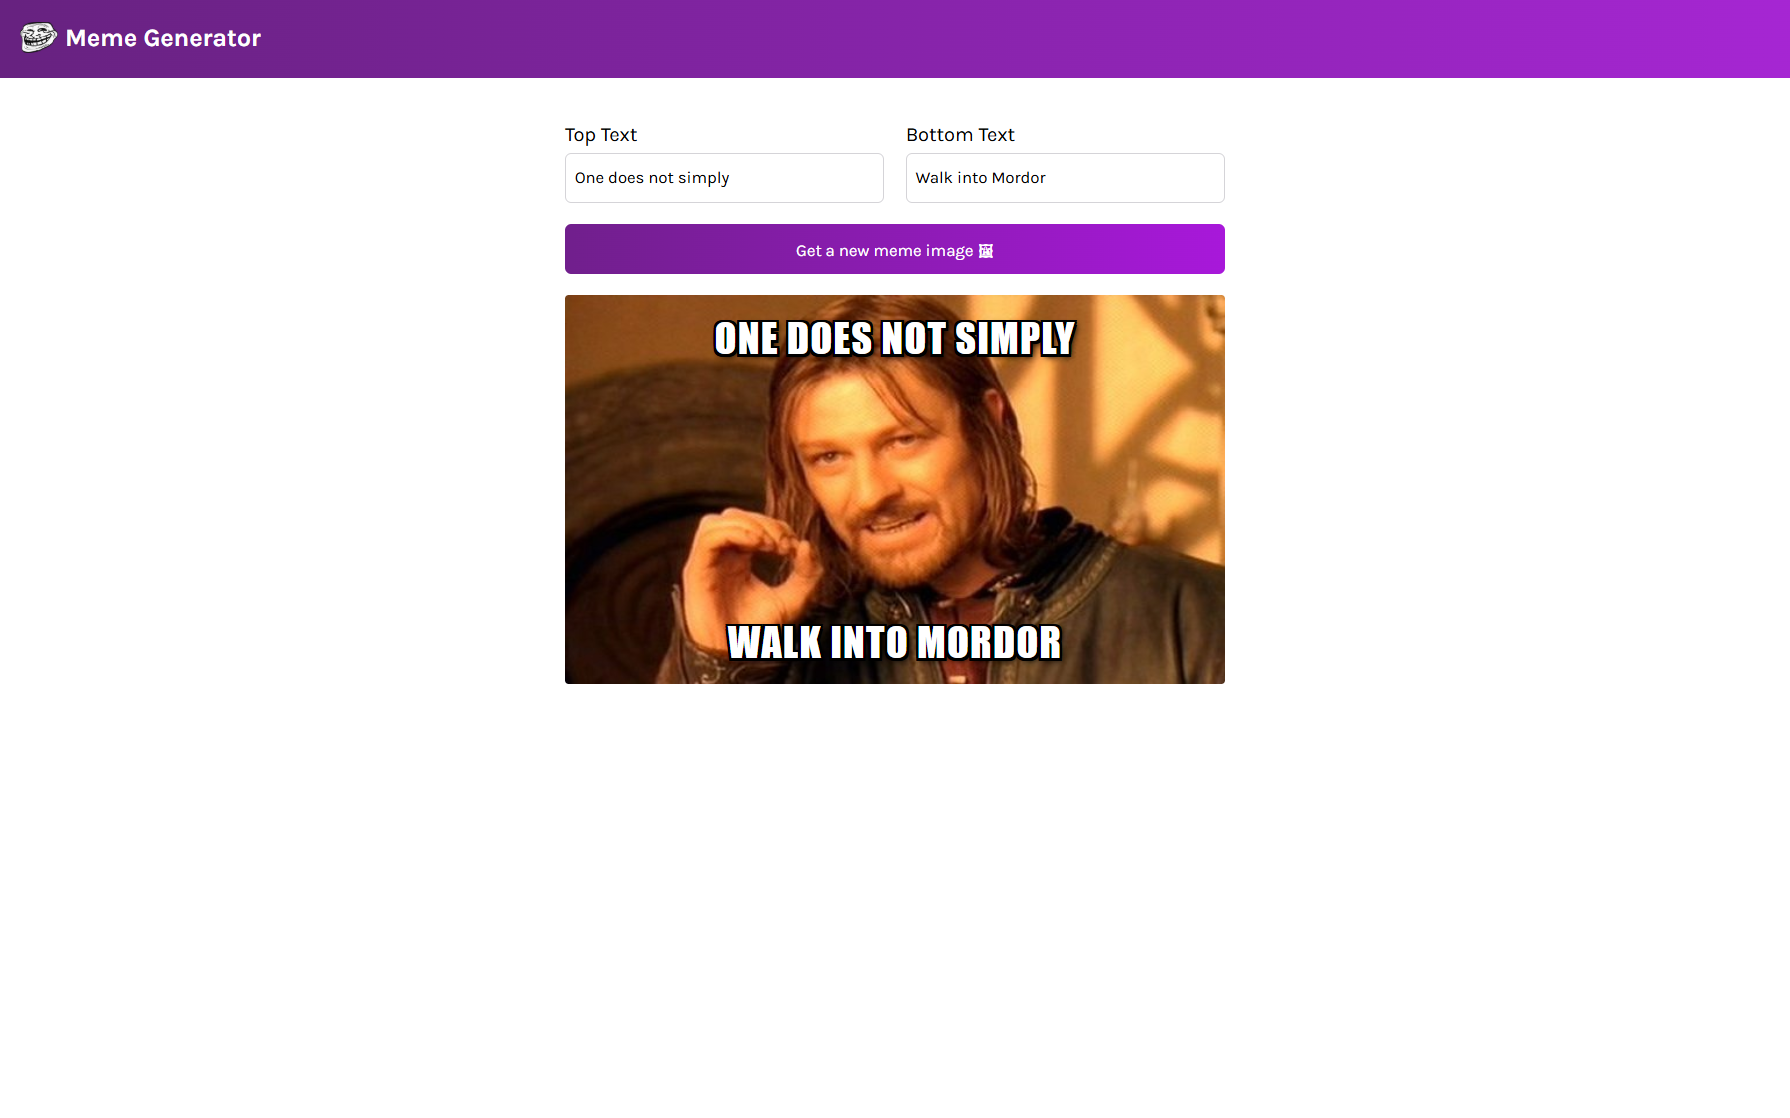 Meme Generator
Top Text
Bottom Text
One does not simply
Walk into Mordor
Get a new meme image 🖼
ONE DOES NOT SIMPLY
WALK INTO MORDOR